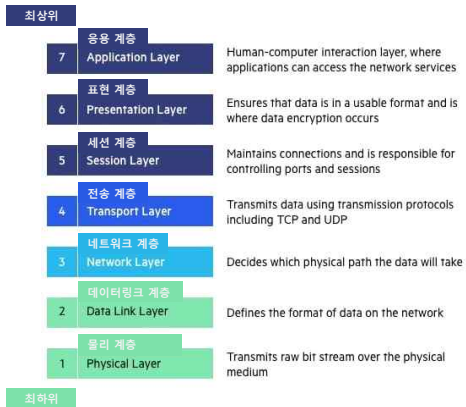 최상위
응용 계층
7 Application Layer
Human-computer interaction layer, where
applications can access the network services
표현 계층
6 Presentation Layer
Ensures that data is in a usable format and is
where data encryption occurs
세션 계층
5 Session Layer
Maintains connections and is responsible for
controlling ports and sessions
전송 계층
4 Transport Layer
Transmits data using transmission protocols
including TCP and UDP
네트워크 계층
3 Network Layer
Decides which physical path the data will take
데이터링크 계층
2 Data Link Layer
Defines the format of data on the network
물리 계층
1 Physical Layer
Transmits raw bit stream over the physical
medium
최하위